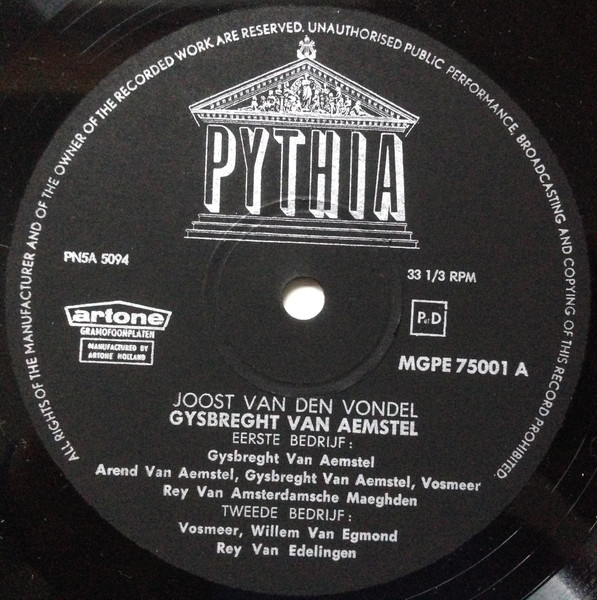 ALL RIGHTS OF THE MANUFACTURER AND OF THE OWNER OF THE RECORDED WORK ARE RESERVED. UNAUTHORISED PUBLIC PERFORMANCE, BROADCASTING AND COPYING OF THIS RECORD PROHIBITED
PYTHIA
PN5A 5094
33 1/3 RPM
artone
GRAMOFOONPLATEN
MANUFACTURED BY
ARTONE HOLLAND
P et D
MGPE 75001 A
JOOST VAN DEN VONDEL
GYSBREGHT VAN AEMSTEL
EERSTE BEDRIJF:
Gysbreght Van Aemstel
Arend Van Aemstel, Gysbreght Van Aemstel, Vosmeer
Rey Van Amsterdamsche Maeghden
TWEEDE BEDRIJF:
Vosmeer, Willem Van Egmond
Rey Van Edelingen